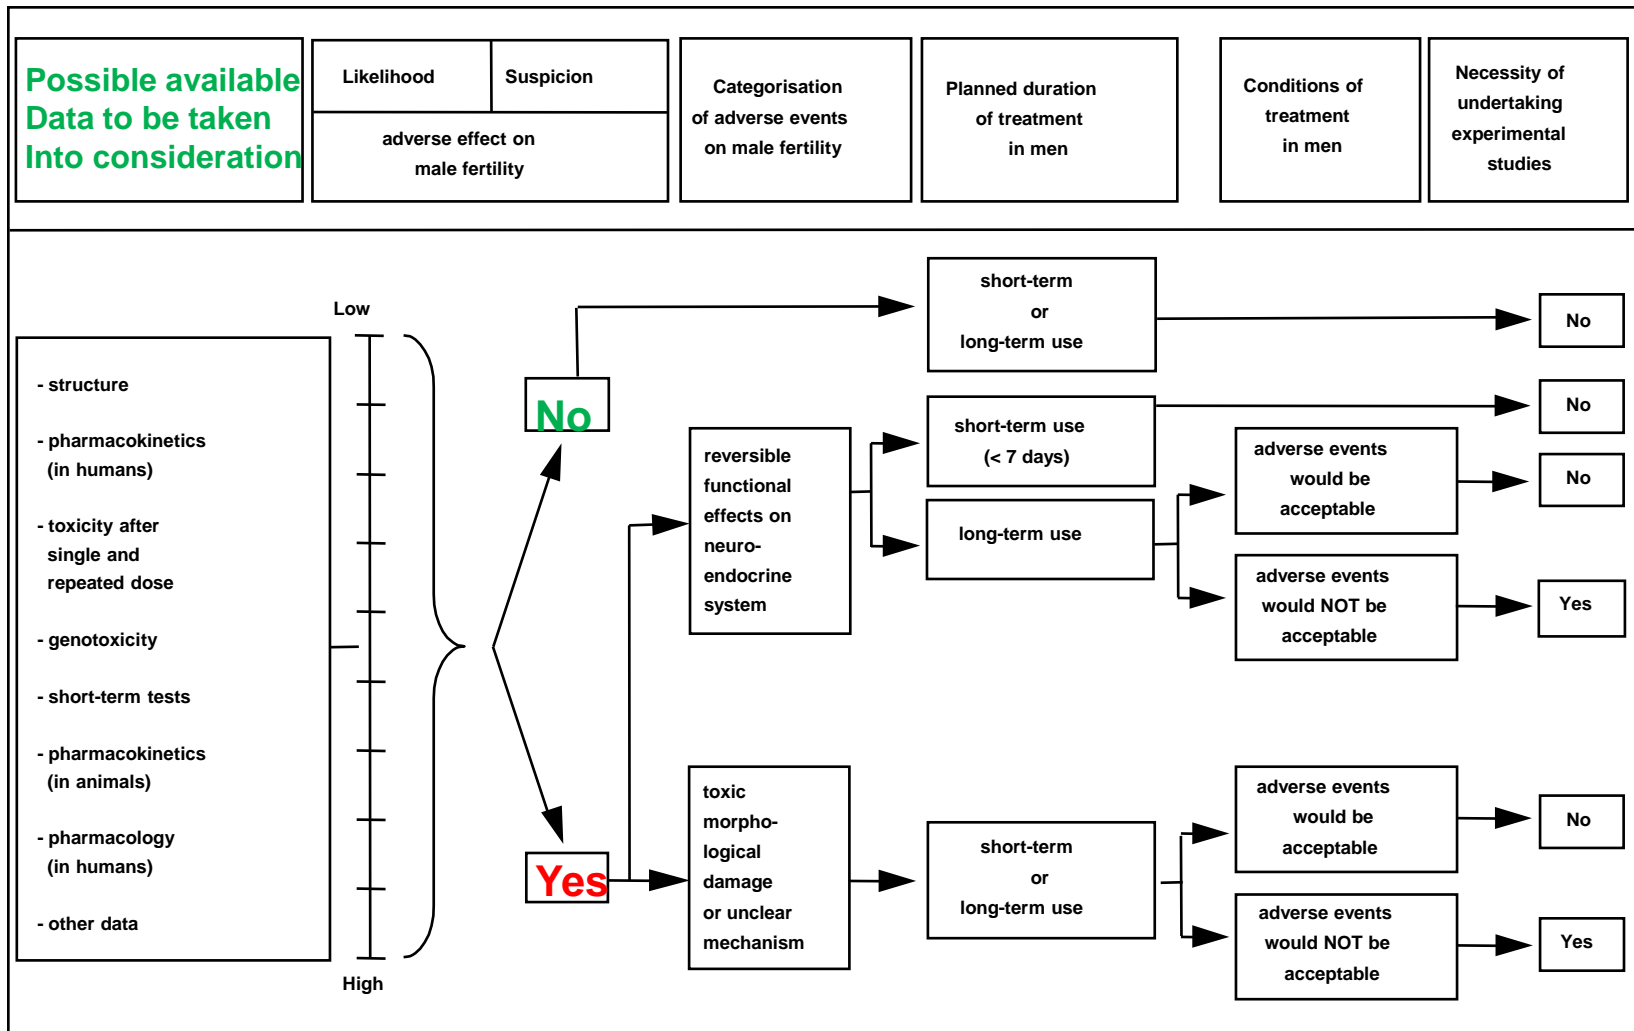 Possible available
Data to be taken
Into consideration
Likelihood
Suspicion
adverse effect on
male fertility
Categorisation
of adverse events
on male fertility
Planned duration
of treatment
in men
Conditions of
treatment
in men
Necessity of
undertaking
experimental
studies
Low
- structure
- pharmacokinetics
(in humans)
- toxicity after
single and
repeated dose
- genotoxicity
- short-term tests
- pharmacokinetics
(in animals)
- pharmacology
(in humans)
- other data
High
No
Yes
reversible
functional
effects on
neuro-
endocrine
system
toxic
morpho-
logical
damage
or unclear
mechanism
short-term
or
long-term use
short-term use
(< 7 days)
long-term use
short-term
or
long-term use
adverse events
would be
acceptable
adverse events
would NOT be
acceptable
adverse events
would be
acceptable
adverse events
would NOT be
acceptable
No
No
No
Yes
No
Yes